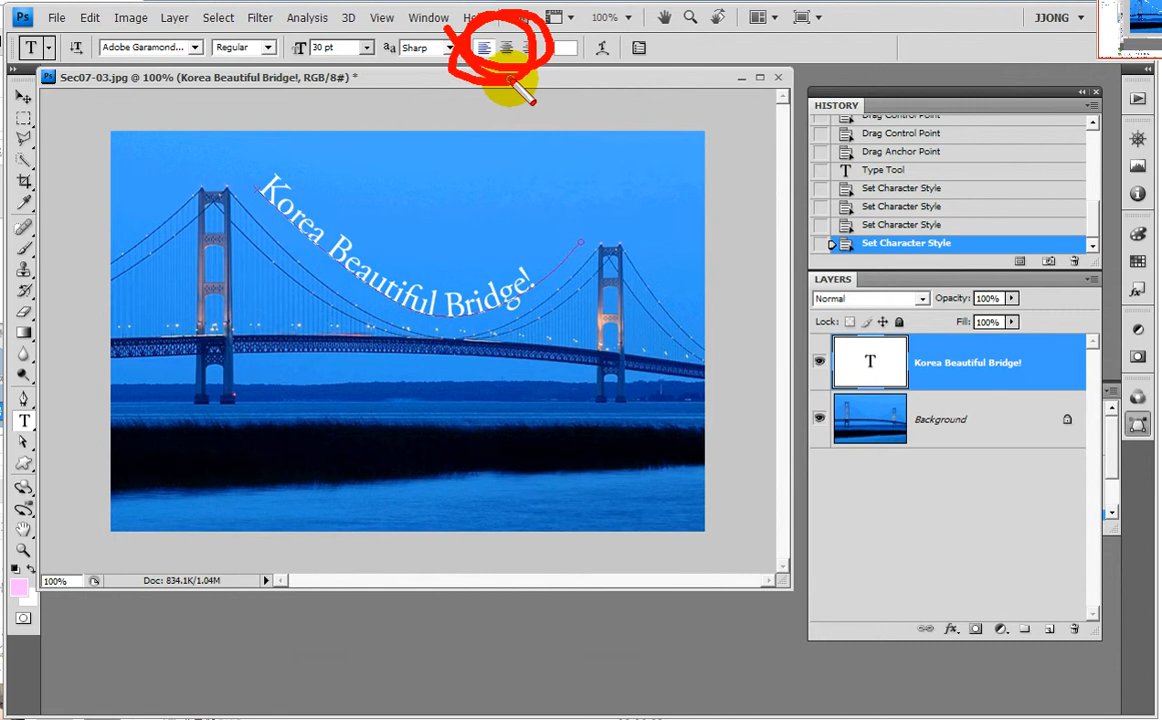 Ps File Edit Image Layer Select Filter Analysis 3D View Window 100% JJONG
T Adobe Garamond... Regular 30 pt aa Sharp
Ps Sec07-03.jpg @ 100% (Korea Beautiful Bridge!, RGB/8#) *
Korea Beautiful Bridge!
100% Doc: 834.1K/1.04M
HISTORY
Drag Control Point
Drag Control Point
Drag Anchor Point
Type Tool
Set Character Style
Set Character Style
Set Character Style
Set Character Style
LAYERS
Normal Opacity: 100%
Lock: Fill: 100%
T Korea Beautiful Bridge!
Background
fx